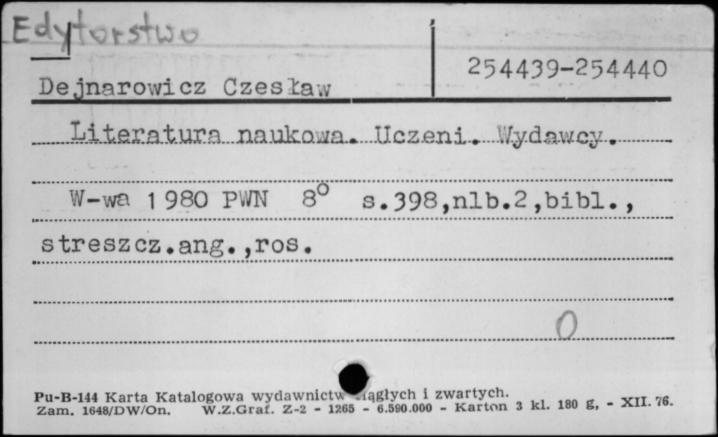 Edytorstwo
254439-254440
Dejnarowicz Czesław
Literatura naukowa. Uczeni. Wydawcy.
W-wa 1980 PWN 8° s.398,nlb.2,bibl.,
streszcz.ang.,ros.
0
Pu-B-144 Karta Katalogowa wydawnictw ciągłych i zwartych.
Zam. 1648/DW/On. W.Z.Graf. Z-2 - 1265 - 6.590.000 - Karton 3 kl. 180 g, - XII. 76.